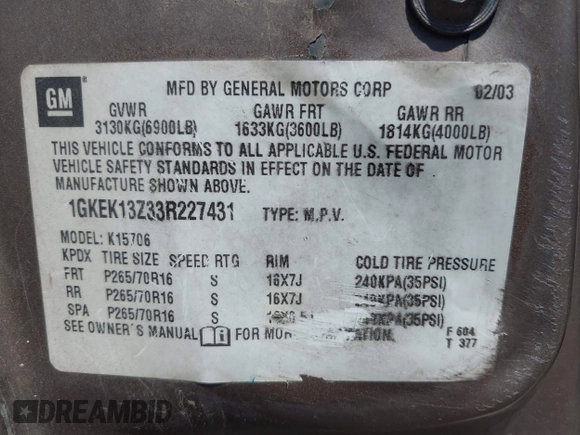 GM ®
MFD BY GENERAL MOTORS CORP 02/03
GVWR GAWR FRT GAWR RR
3130KG(6900LB) 1633KG(3600LB) 1814KG(4000LB)
THIS VEHICLE CONFORMS TO ALL APPLICABLE U.S. FEDERAL MOTOR
VEHICLE SAFETY STANDARDS IN EFFECT ON THE DATE OF
MANUFACTURE SHOWN ABOVE.
1GKEK13Z33R227431 TYPE: M.P.V.
MODEL: K15706
KPDX TIRE SIZE SPEED RTG RIM COLD TIRE PRESSURE
FRT P265/70R16 S 16X7J 240KPA(35PSI)
RR P265/70R16 S 16X7J 240KPA(35PSI)
SPA P265/70R16 S (35PSI)
SEE OWNER'S MANUAL FOR
F 684
T 377
DREAMBID